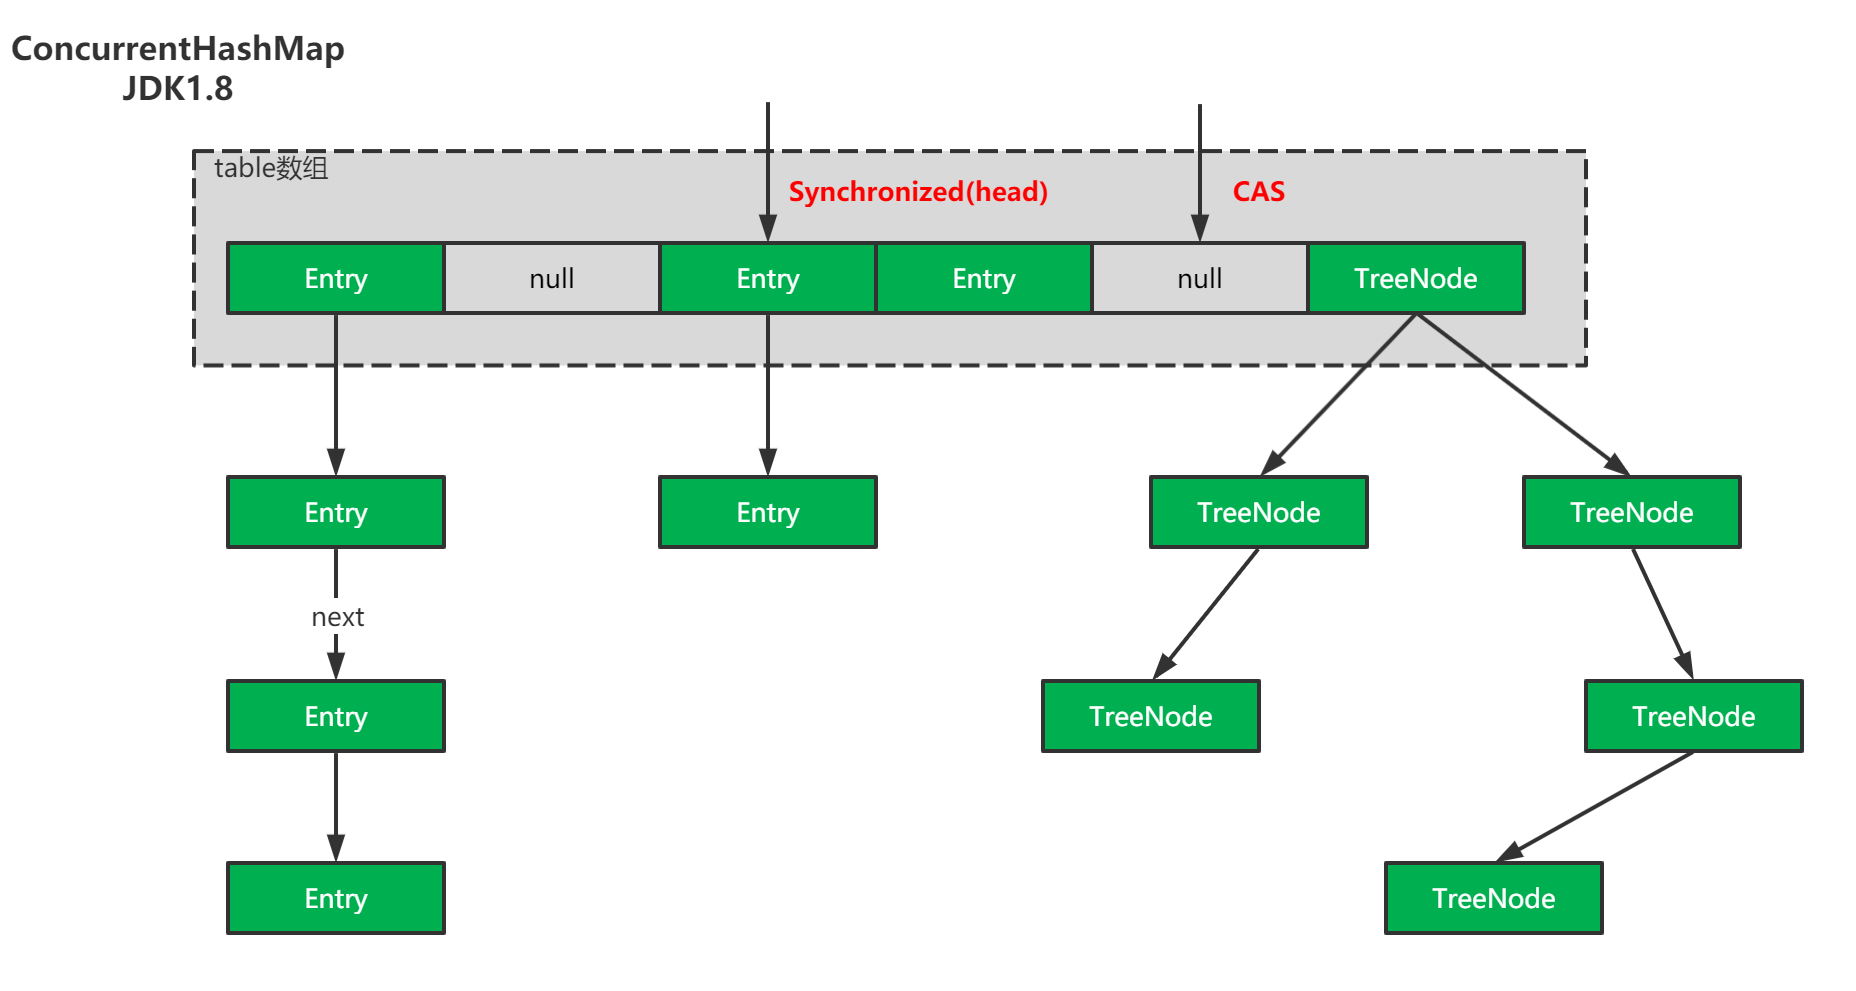 ConcurrentHashMap
JDK1.8
table数组
Synchronized(head)
CAS
Entry
null
Entry
Entry
null
TreeNode
Entry
Entry
TreeNode
TreeNode
next
Entry
TreeNode
TreeNode
Entry
TreeNode